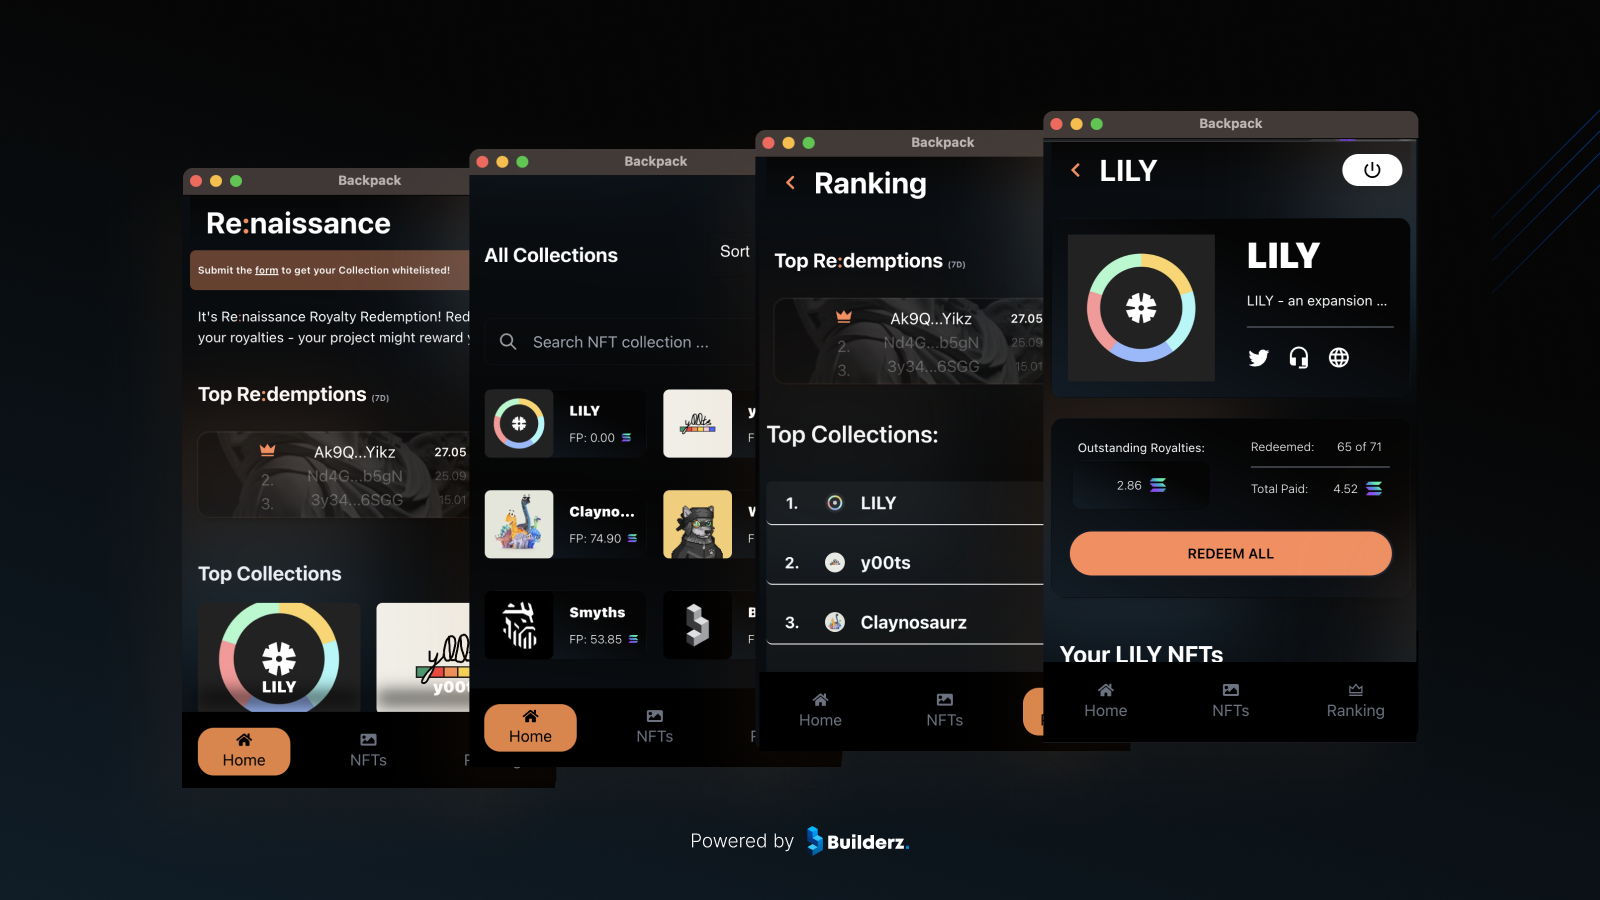 Backpack
Re:naissance
Submit the form to get your Collection whitelisted!
It's Re:naissance Royalty Redemption! Red
your royalties - your project might reward
Top Re:demptions (7D)
Ak9Q...Yikz 27.05
2. Nd4G...b5gN 25.09
3. 3y34...6SGG 15.01
Top Collections
LILY
y00t
Home
NFTs
Backpack
All Collections
Sort
Search NFT collection ...
LILY
FP: 0.00
y
F
Clayno...
FP: 74.90
F
Smyths
FP: 53.85
B
F
Home
NFTs
Backpack
Ranking
Top Re:demptions (7D)
Ak9Q...Yikz 27.05
2. Nd4G...b5gN 25.09
3. 3y34...6SGG 15.01
Top Collections:
1. LILY
2. y00ts
3. Claynosaurz
Home
NFTs
Backpack
LILY
LILY
LILY - an expansion ...
Outstanding Royalties:
2.86
Redeemed: 65 of 71
Total Paid: 4.52
REDEEM ALL
Your LILY NFTs
Home
NFTs
Ranking
Powered by Builderz.